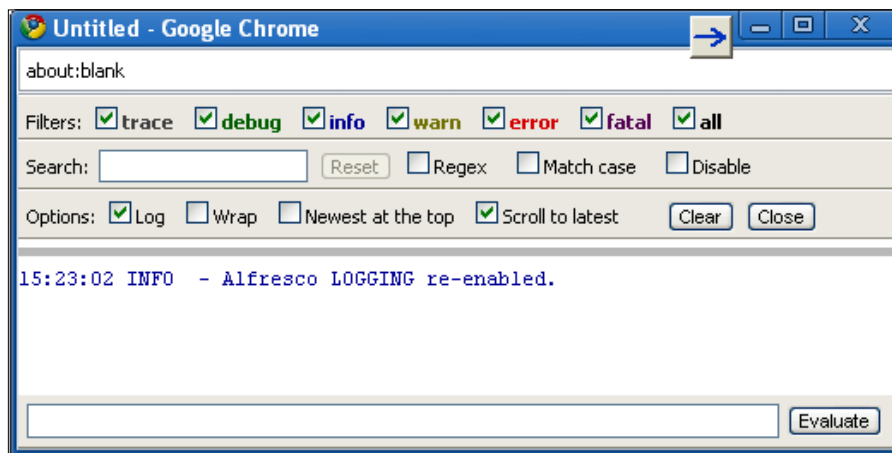 Untitled - Google Chrome
about:blank
Filters: trace debug info warn error fatal all
Search: Reset Regex Match case Disable
Options: Log Wrap Newest at the top Scroll to latest Clear Close
15:23:02 INFO  - Alfresco LOGGING re-enabled.
Evaluate